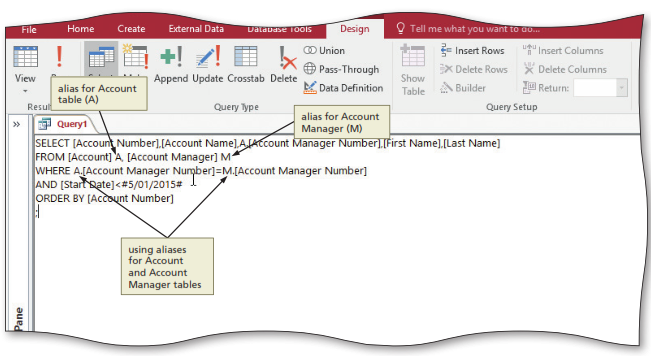 File Home Create External Data Database Tools Design Tell me what you want to do...
View
Append Update Crosstab Delete
Union
Pass-Through
Data Definition
Show
Table
Insert Rows
Delete Rows
Builder
Insert Columns
Delete Columns
Return:
Query Type
Query Setup
alias for Account
table (A)
alias for Account
Manager (M)
Query1
SELECT [Account Number],[Account Name],A.[Account Manager Number],[First Name],[Last Name]
FROM [Account] A, [Account Manager] M
WHERE A.[Account Manager Number]=M.[Account Manager Number]
AND [Start Date]<#5/01/2015#
ORDER BY [Account Number]
;
using aliases
for Account
and Account
Manager tables
Pane